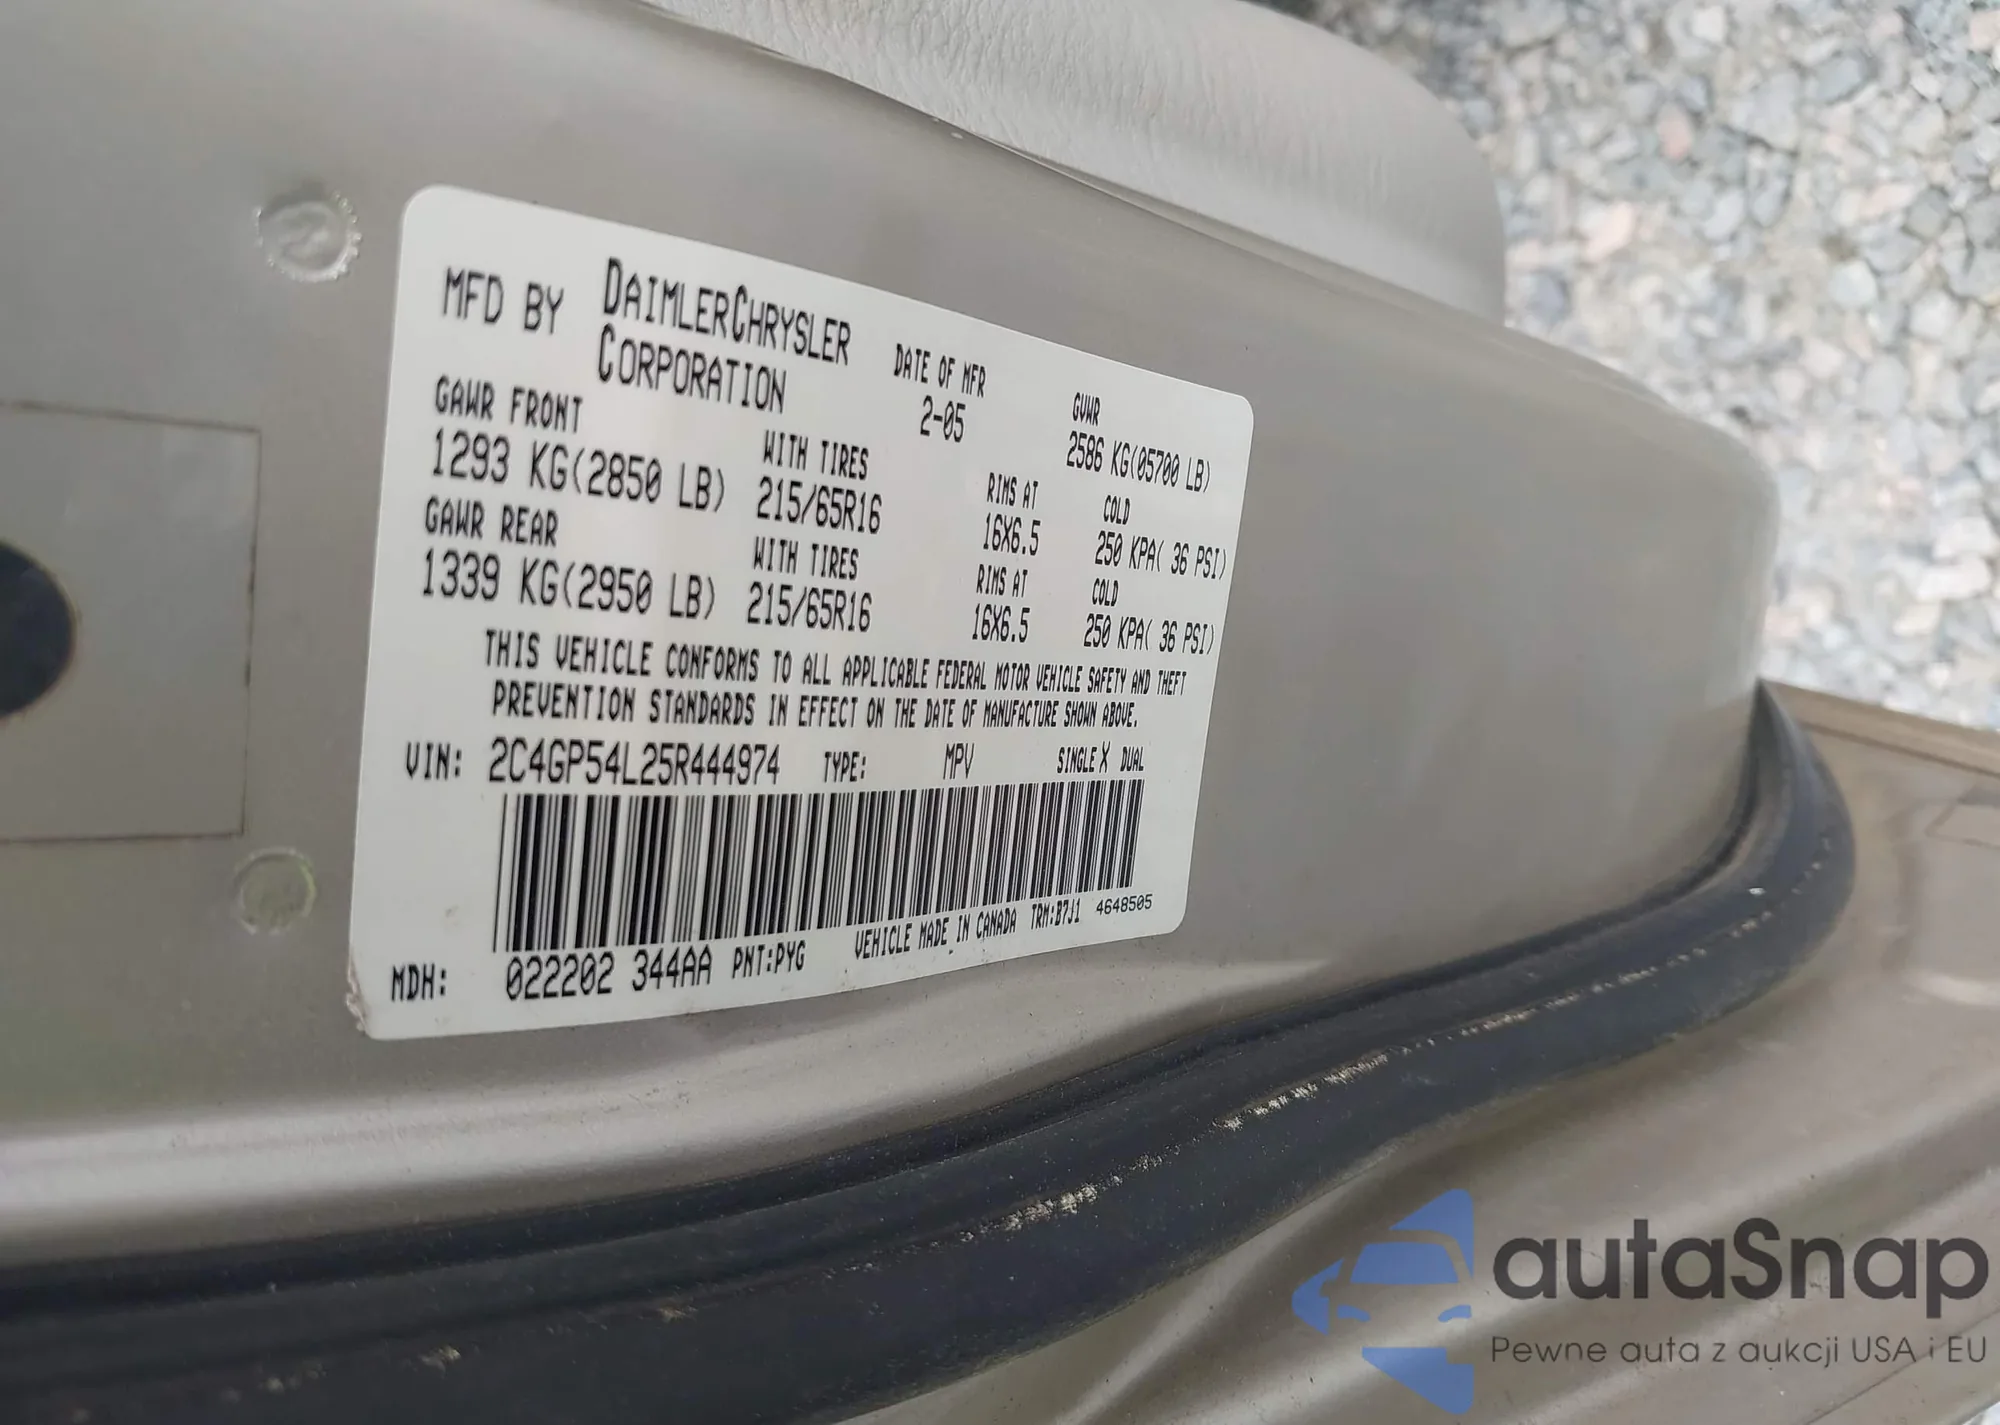 MFD BY DAIMLERCHRYSLER CORPORATION DATE OF MFR 2-05 GVWR 2586 KG(05700 LB)
GAWR FRONT WITH TIRES RIMS AT COLD
1293 KG(2850 LB) 215/65R16 16X6.5 250 KPA( 36 PSI)
GAWR REAR WITH TIRES RIMS AT COLD
1339 KG(2950 LB) 215/65R16 16X6.5 250 KPA( 36 PSI)
THIS VEHICLE CONFORMS TO ALL APPLICABLE FEDERAL MOTOR VEHICLE SAFETY AND THEFT
PREVENTION STANDARDS IN EFFECT ON THE DATE OF MANUFACTURE SHOWN ABOVE.
VIN: 2C4GP54L25R444974 TYPE: MPV SINGLE X DUAL
MDH: 022202 344AA PNT:PYG VEHICLE MADE IN CANADA TRM:B7J1 4648505
autaSnap
Pewne auta z aukcji USA i EU